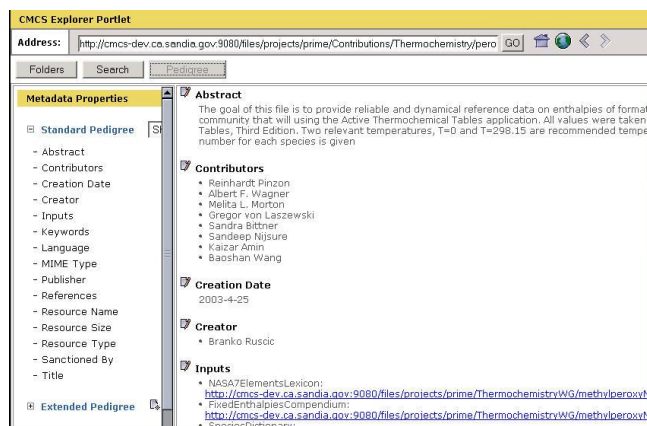 CMCS Explorer Portlet
Address: http://cmcs-dev.ca.sandia.gov:9080/files/projects/prime/Contributions/Thermochemistry/pero GO
Folders Search Pedigree
Metadata Properties
Standard Pedigree
- Abstract
- Contributors
- Creation Date
- Creator
- Inputs
- Keywords
- Language
- MIME Type
- Publisher
- References
- Resource Name
- Resource Size
- Resource Type
- Sanctioned By
- Title
Extended Pedigree
Abstract
The goal of this file is to provide reliable and dynamical reference data on enthalpies of format
community that will using the Active Thermochemical Tables application. All values were taken
Tables, Third Edition. Two relevant temperatures, T=0 and T=298.15 are recommended tempe
number for each species is given
Contributors
• Reinhardt Pinzon
• Albert F. Wagner
• Melita L. Morton
• Gregor von Laszewski
• Sandra Bittner
• Sandeep Nijsure
• Kaizar Amin
• Baoshan Wang
Creation Date
2003-4-25
Creator
• Branko Ruscic
Inputs
• NASA7ElementsLexicon:
http://cmcs-dev.ca.sandia.gov:9080/files/projects/prime/ThermochemistryWG/methylperoxyN
• FixedEnthalpiesCompendium:
http://cmcs-dev.ca.sandia.gov:9080/files/projects/prime/ThermochemistryWG/methylperoxyN
• SpeciesDictionary: